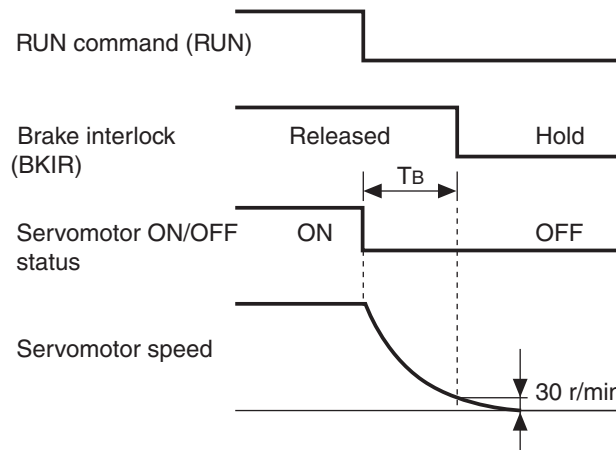 RUN command (RUN)
Brake interlock
(BKIR)
Released
Hold
TB
Servomotor ON/OFF
status
ON
OFF
Servomotor speed
30 r/min